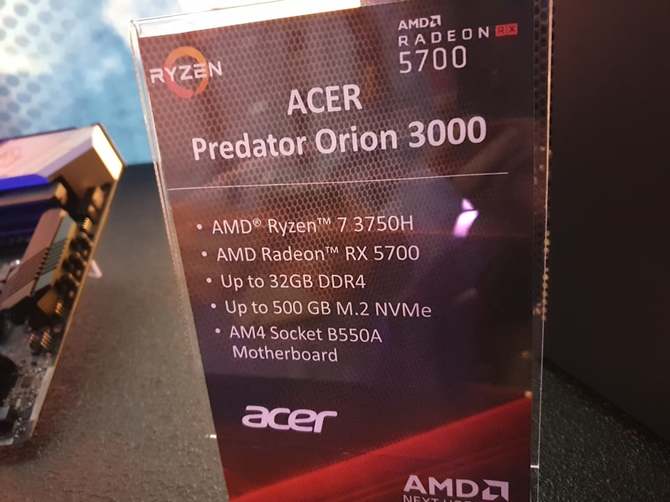 RYZEN
AMD
RADEON RX
5700
ACER
Predator Orion 3000
• AMD® Ryzen™ 7 3750H
• AMD Radeon™ RX 5700
• Up to 32GB DDR4
• Up to 500 GB M.2 NVMe
• AM4 Socket B550A
Motherboard
acer
AMD